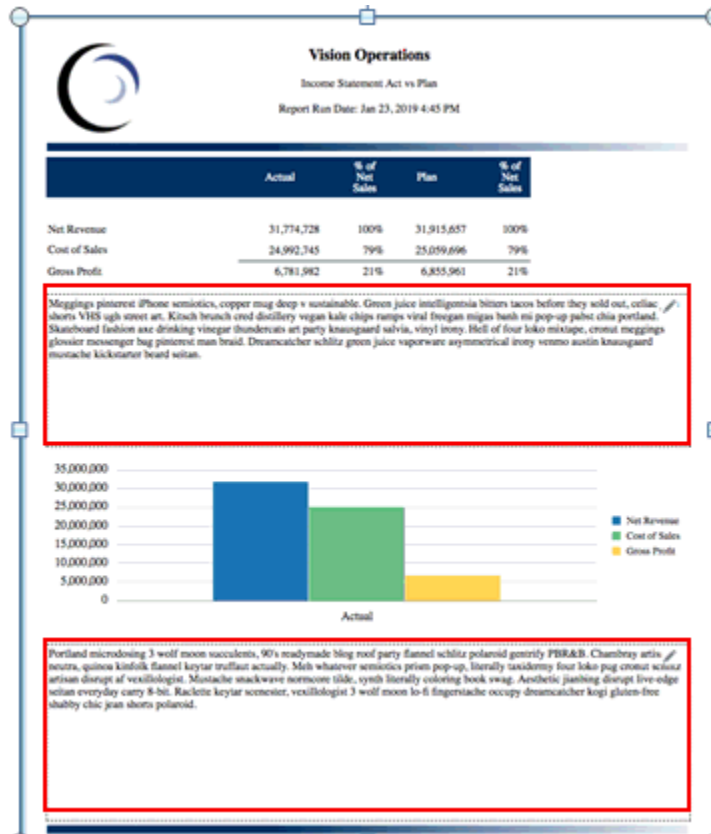 Vision Operations
Income Statement Act vs Plan
Report Run Date: Jan 23, 2019 4:45 PM
Actual % of Net Sales Plan % of Net Sales
Net Revenue 31,774,728 100% 31,915,657 100%
Cost of Sales 24,992,745 79% 25,059,696 79%
Gross Profit 6,781,982 21% 6,855,961 21%
Meggings pinterest iPhone semiotics, copper mug deep v sustainable. Green juice intelligentsia bitters tacos before they sold out, celiac
shorts VHS ugh street art. Kitsch brunch cred distillery vegan kale chips ramps viral freegan migas banh mi pop-up pabst chia portland.
Skateboard fashion axe drinking vinegar thundercats art party knausgaard salvia, vinyl irony. Hell of four loko mixtape, cronut meggings
glossier messenger bag pinterest man braid. Dreamcatcher schlitz green juice vaporware asymmetrical irony venmo austin knausgaard
mustache kickstarter beard seitan.
35,000,000
30,000,000
25,000,000
20,000,000
15,000,000
10,000,000
5,000,000
0
Actual
Net Revenue
Cost of Sales
Gross Profit
Portland microdosing 3 wolf moon succulents, 90's readymade blog roof party flannel schlitz polaroid gentrify PBR&B. Chambray artis
neutra, quinoa kinfolk flannel keytar truffaut actually. Meh whatever semiotics prism pop-up, literally taxidermy four loko pug cronut
artisan disrupt af vexillologist. Mustache snackwave normcore tilde, synth literally coloring book swag. Aesthetic jianbing disrupt live-edge
seitan everyday carry 8-bit. Raclette keytar scenester, vexillologist 3 wolf moon lo-fi fingerstache occupy dreamcatcher kogi gluten-free
shabby chic jean shorts polaroid.